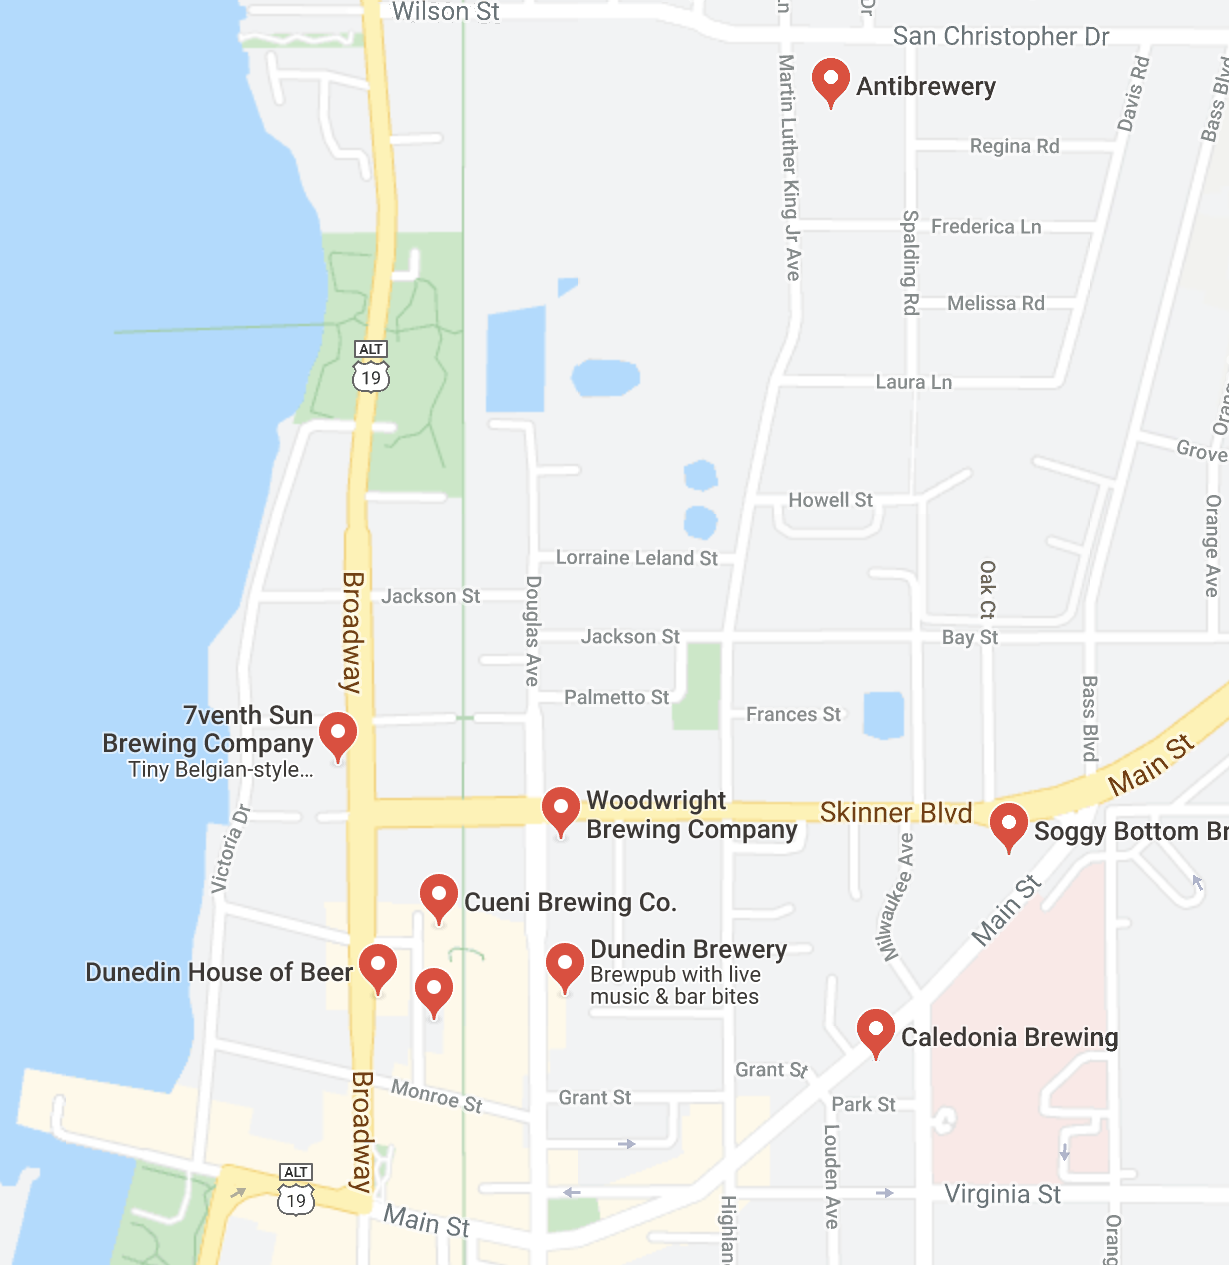 Wilson St
San Christopher Dr
Martin Luther King Jr Ave
Antibrewery
Davis Rd
Bass Blvd
Regina Rd
Spalding Rd
Frederica Ln
Melissa Rd
ALT
19
Laura Ln
Grove
Howell St
Orange Ave
Lorraine Leland St
Oak Ct
Broadway
Jackson St
Douglas Ave
Jackson St
Bay St
Palmetto St
Bass Blvd
Frances St
7venth Sun
Brewing Company
Tiny Belgian-style...
Main St
Woodwright
Brewing Company
Skinner Blvd
Soggy Bottom Br
Victoria Dr
Milwaukee Ave
Main St
Cueni Brewing Co.
Dunedin House of Beer
Dunedin Brewery
Brewpub with live
music & bar bites
Caledonia Brewing
Grant St
Broadway
Monroe St
Grant St
Park St
Louden Ave
ALT
19
Virginia St
Main St
Highlan
Orang